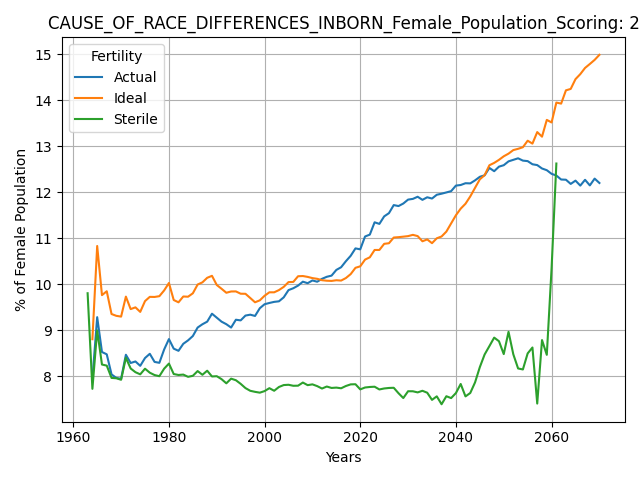 CAUSE_OF_RACE_DIFFERENCES_INBORN_Female_Population_Scoring: 2
Fertility
Actual
Ideal
Sterile
% of Female Population
15
14
13
12
11
10
9
8
1960
1980
2000
2020
2040
2060
Years